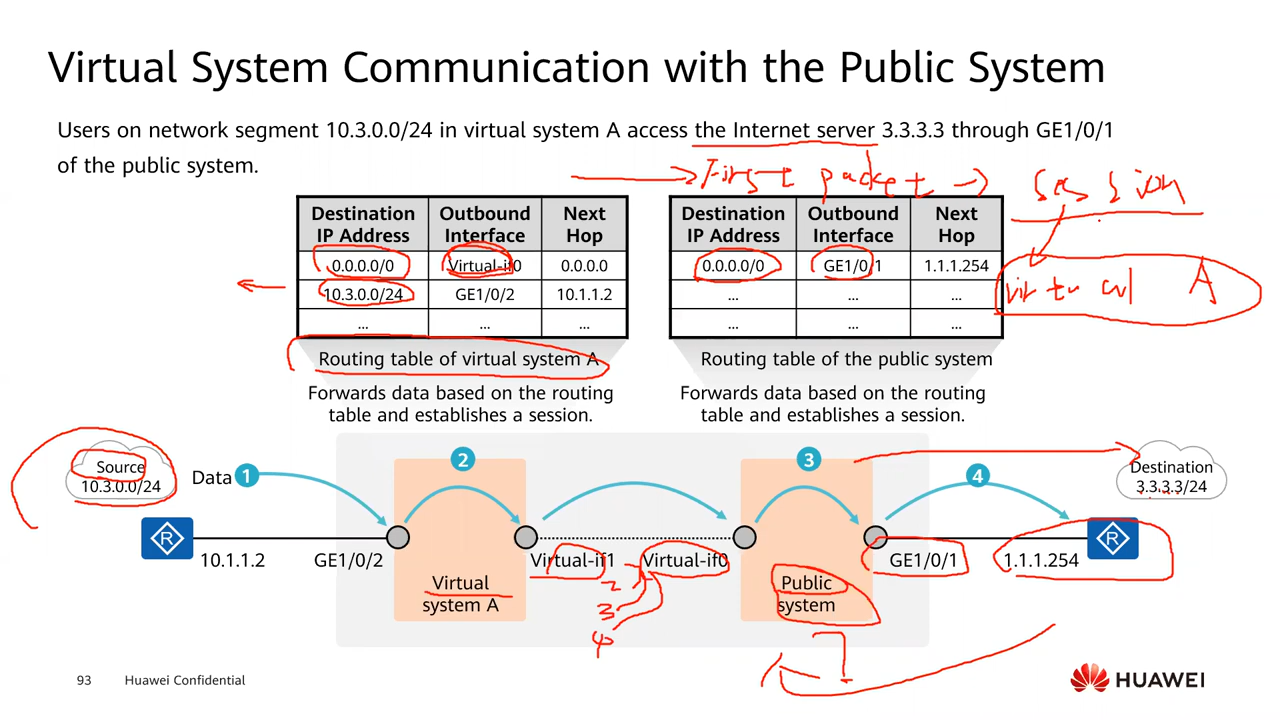 Virtual System Communication with the Public System
Users on network segment 10.3.0.0/24 in virtual system A access the Internet server 3.3.3.3 through GE1/0/1
of the public system.
First packet
session
Destination IP Address Outbound Interface Next Hop
0.0.0.0/0 Virtual-if0 0.0.0.0
10.3.0.0/24 GE1/0/2 10.1.1.2
... ... ...
Routing table of virtual system A
Forwards data based on the routing
table and establishes a session.
Destination IP Address Outbound Interface Next Hop
0.0.0.0/0 GE1/0/1 1.1.1.254
... ... ...
... ... ...
Routing table of the public system
Forwards data based on the routing
table and establishes a session.
A
Source
10.3.0.0/24
Data 1
2
3
4
Destination
3.3.3.3/24
R
R
10.1.1.2
GE1/0/2
Virtual-if1
Virtual-if0
GE1/0/1
1.1.1.254
2
3
4
Virtual
system A
Public
system
93 Huawei Confidential
HUAWEI